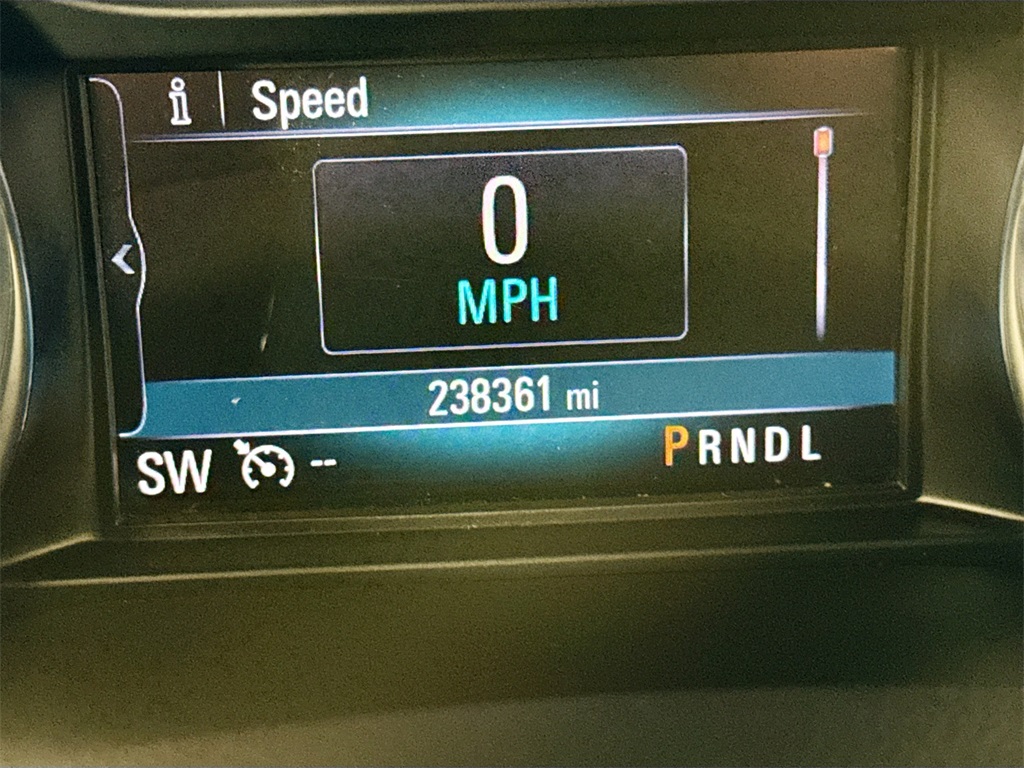 i Speed
0
MPH
238361 mi
SW -- PRNDL